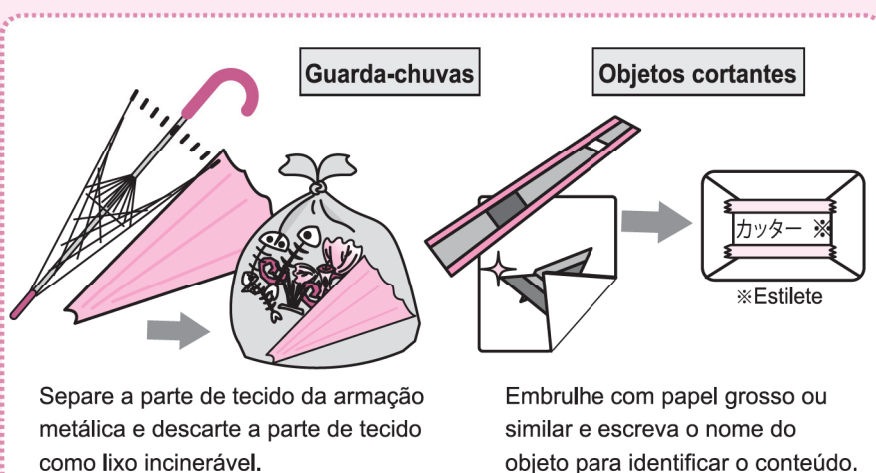 Guarda-chuvas
Separe a parte de tecido da armação
metálica e descarte a parte de tecido
como lixo incinerável.
Objetos cortantes
カッター ※
※Estilete
Embrulhe com papel grosso ou
similar e escreva o nome do
objeto para identificar o conteúdo.